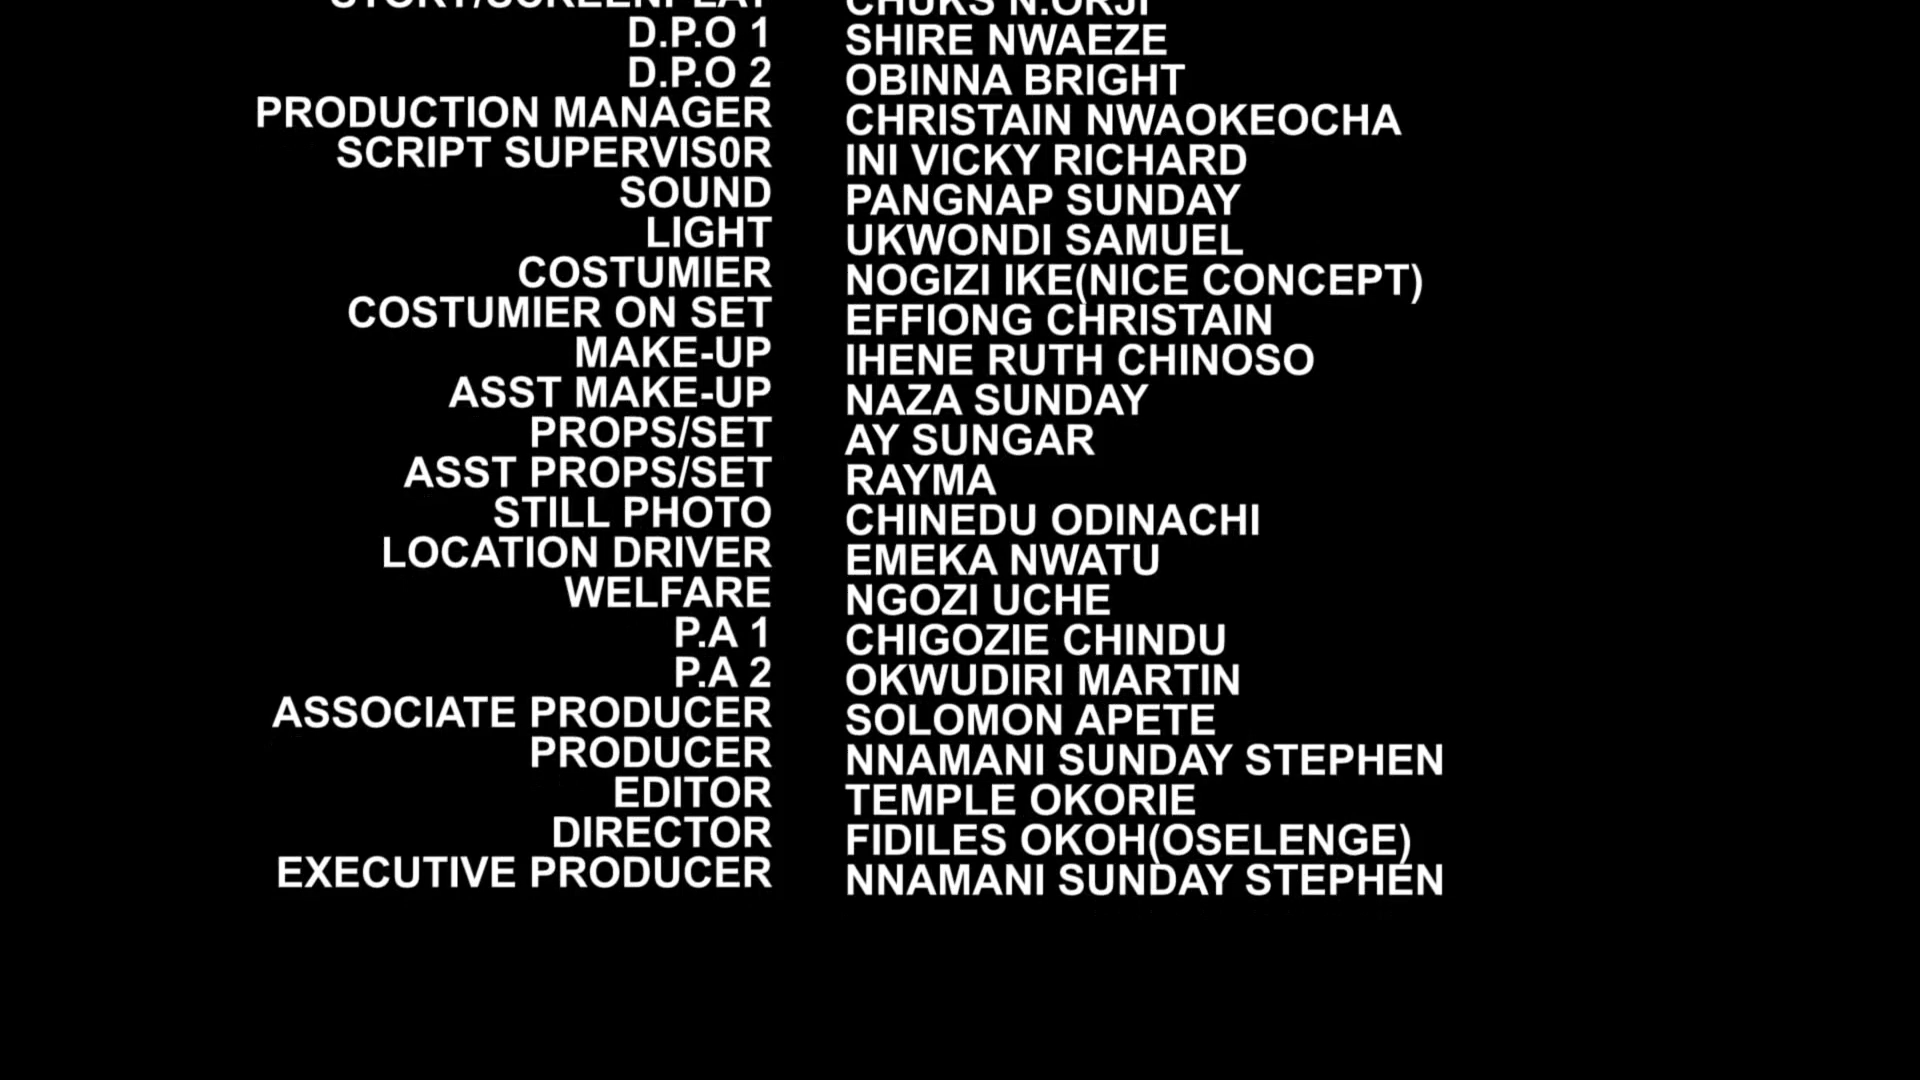 STORY/SCREENPLAY CHUKS N.ORJI
D.P.O 1 SHIRE NWAEZE
D.P.O 2 OBINNA BRIGHT
PRODUCTION MANAGER CHRISTAIN NWAOKEOCHA
SCRIPT SUPERVIS0R INI VICKY RICHARD
SOUND PANGNAP SUNDAY
LIGHT UKWONDI SAMUEL
COSTUMIER NOGIZI IKE(NICE CONCEPT)
COSTUMIER ON SET EFFIONG CHRISTAIN
MAKE-UP IHENE RUTH CHINOSO
ASST MAKE-UP NAZA SUNDAY
PROPS/SET AY SUNGAR
ASST PROPS/SET RAYMA
STILL PHOTO CHINEDU ODINACHI
LOCATION DRIVER EMEKA NWATU
WELFARE NGOZI UCHE
P.A 1 CHIGOZIE CHINDU
P.A 2 OKWUDIRI MARTIN
ASSOCIATE PRODUCER SOLOMON APETE
PRODUCER NNAMANI SUNDAY STEPHEN
EDITOR TEMPLE OKORIE
DIRECTOR FIDILES OKOH(OSELENGE)
EXECUTIVE PRODUCER NNAMANI SUNDAY STEPHEN